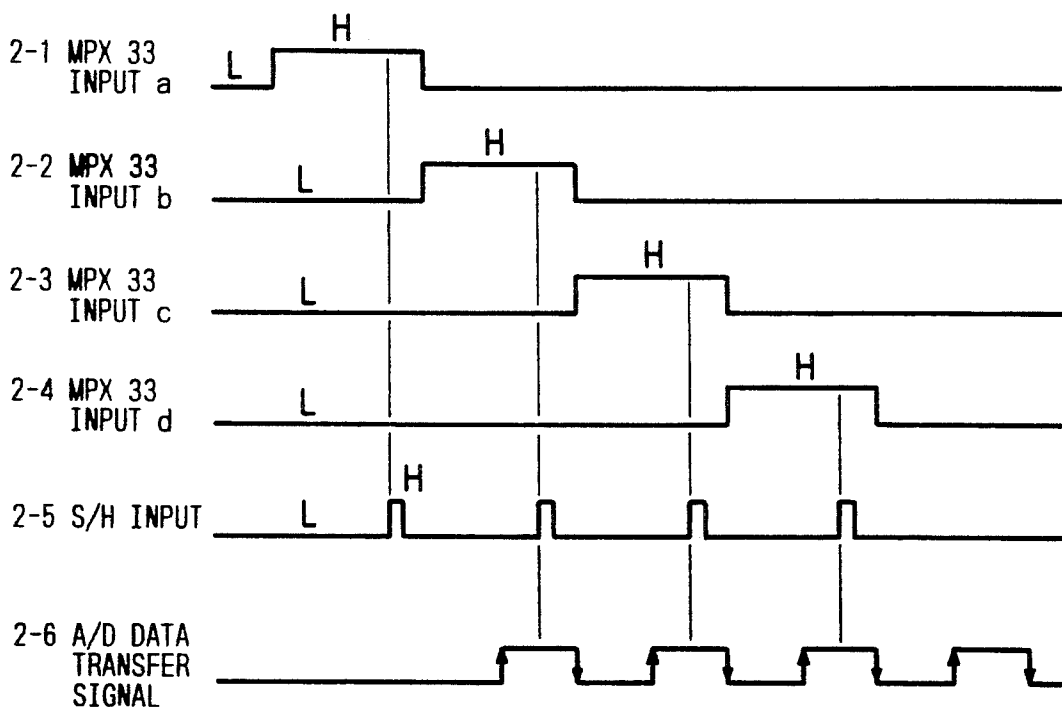 H
2-1 MPX 33
INPUT a
L
H
2-2 MPX 33
INPUT b
L
H
2-3 MPX 33
INPUT c
L
H
2-4 MPX 33
INPUT d
L
H
2-5 S/H INPUT
L
2-6 A/D DATA
TRANSFER
SIGNAL